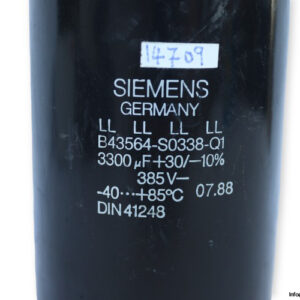 14709
SIEMENS
GERMANY
LL LL LL LL
B43564-S0338-Q1
3300 µF+30/-10%
385V-
-40···+85°C 07.88
DIN 41248